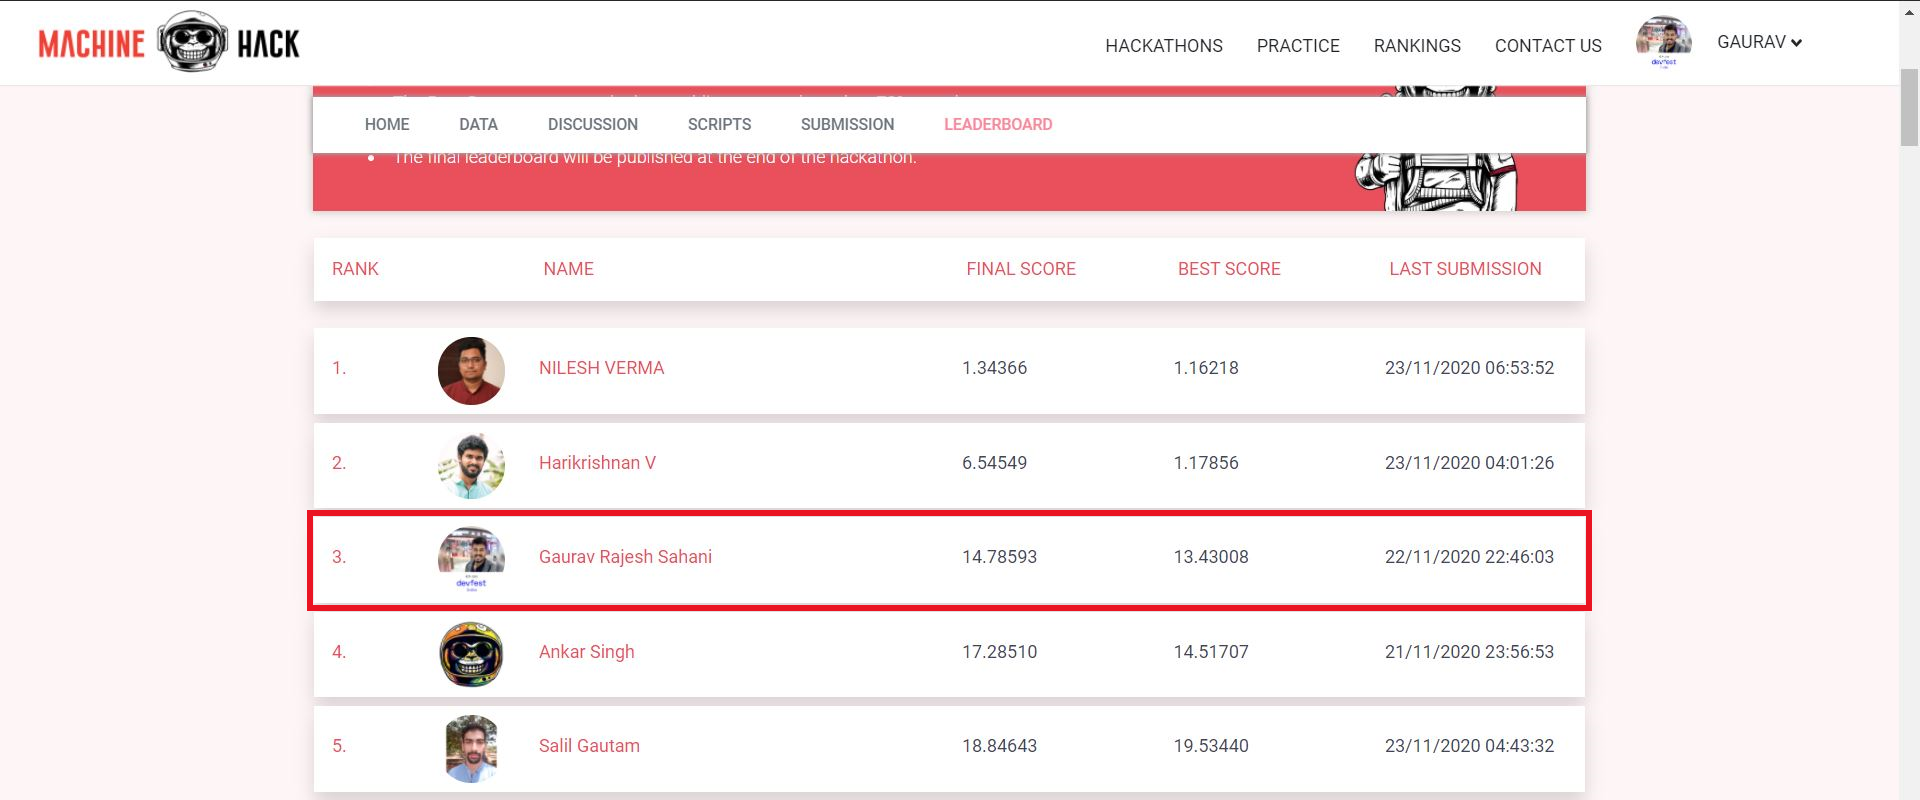 MACHINE HACK
HACKATHONS PRACTICE RANKINGS CONTACT US GAURAV
devfest
HOME DATA DISCUSSION SCRIPTS SUBMISSION LEADERBOARD
The final leaderboard will be published at the end of the hackathon.
RANK NAME FINAL SCORE BEST SCORE LAST SUBMISSION
1. NILESH VERMA 1.34366 1.16218 23/11/2020 06:53:52
2. Harikrishnan V 6.54549 1.17856 23/11/2020 04:01:26
3. Gaurav Rajesh Sahani 14.78593 13.43008 22/11/2020 22:46:03
devfest
India
4. Ankar Singh 17.28510 14.51707 21/11/2020 23:56:53
5. Salil Gautam 18.84643 19.53440 23/11/2020 04:43:32